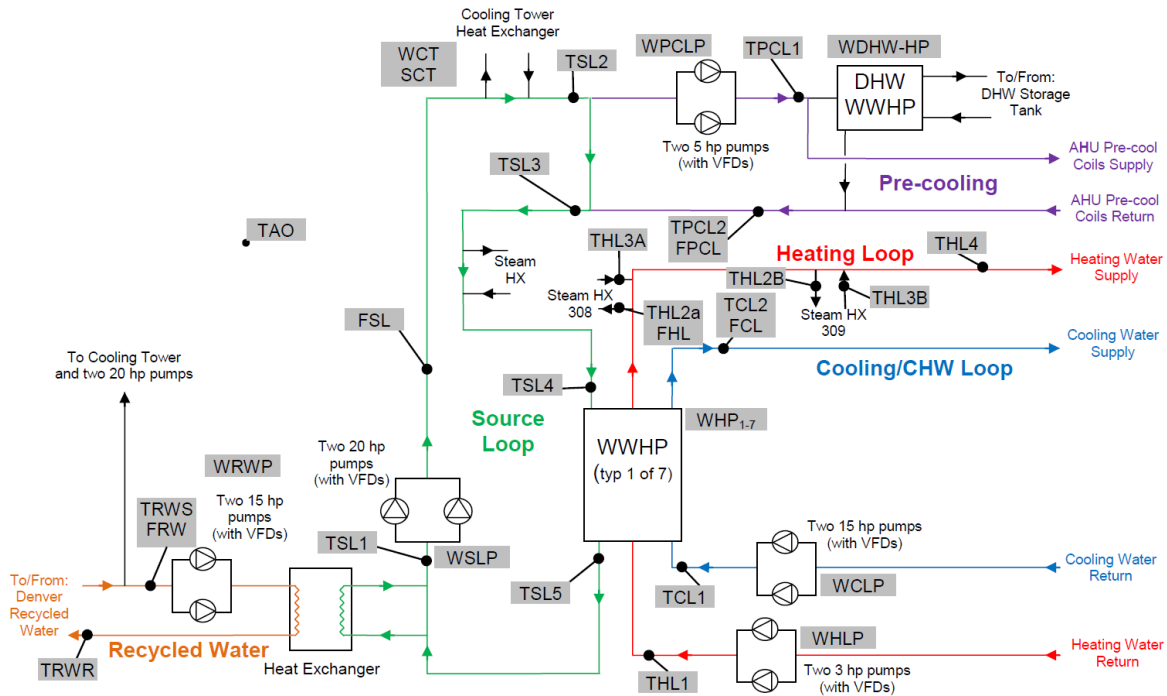 Cooling Tower
Heat Exchanger
WCT
SCT
TSL2
WPCLP
TPCL1
WDHW-HP
DHW
WWHP
To/From:
DHW Storage
Tank
Two 5 hp pumps
(with VFDs)
AHU Pre-cool
Coils Supply
TSL3
Pre-cooling
AHU Pre-cool
Coils Return
TPCL2
FPCL
TAO
THL3A
Heating Loop
THL4
Steam
HX
THL2B
Heating Water
Supply
Steam HX
308
THL2a
FHL
TCL2
FCL
Steam HX
309
THL3B
FSL
Cooling Water
Supply
To Cooling Tower
and two 20 hp pumps
Cooling/CHW Loop
TSL4
Source
Loop
WHP1-7
WWHP
(typ 1 of 7)
Two 20 hp
pumps
(with VFDs)
WRWP
Two 15 hp
pumps
(with VFDs)
TRWS
FRW
Two 15 hp pumps
(with VFDs)
TSL1
WSLP
TSL5
TCL1
WCLP
Cooling Water
Return
To/From:
Denver
Recycled
Water
Recycled Water
TRWR
Heat Exchanger
WHLP
THL1
Two 3 hp pumps
(with VFDs)
Heating Water
Return